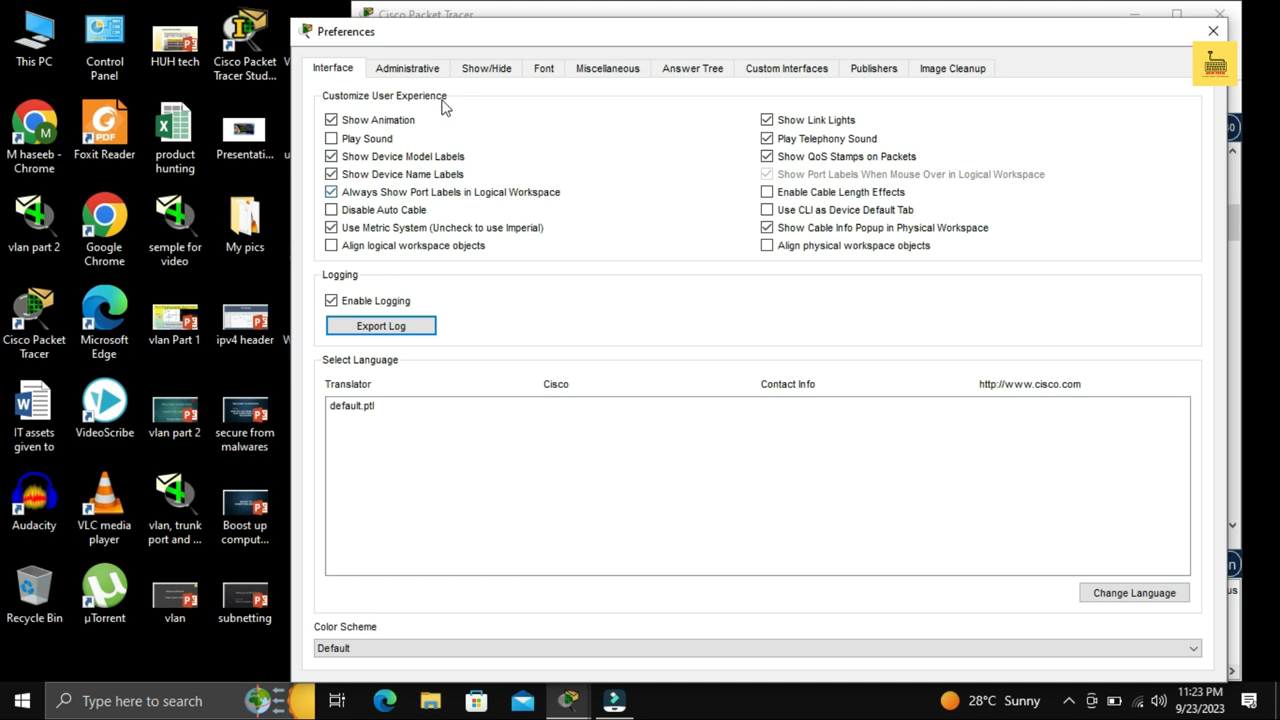 Cisco Packet Tracer
Preferences
Interface
Administrative
Show/Hide
Font
Miscellaneous
Answer Tree
Custom Interfaces
Publishers
Image Cleanup
Customize User Experience
Show Animation
Show Link Lights
Play Sound
Play Telephony Sound
Show Device Model Labels
Show QoS Stamps on Packets
Show Device Name Labels
Show Port Labels When Mouse Over in Logical Workspace
Always Show Port Labels in Logical Workspace
Enable Cable Length Effects
Disable Auto Cable
Use CLI as Device Default Tab
Use Metric System (Uncheck to use Imperial)
Show Cable Info Popup in Physical Workspace
Align logical workspace objects
Align physical workspace objects
Logging
Enable Logging
Export Log
Select Language
Translator
Cisco
Contact Info
http://www.cisco.com
default.ptl
Change Language
Color Scheme
Default
This PC
Control
Panel
HUH tech
Cisco Packet
Tracer Stud...
M haseeb -
Chrome
Foxit Reader
product
hunting
Presentati...
vlan part 2
Google
Chrome
semple for
video
My pics
Cisco Packet
Tracer
Microsoft
Edge
vlan Part 1
ipv4 header
IT assets
given to
VideoScribe
vlan part 2
secure from
malwares
Audacity
VLC media
player
vlan, trunk
port and ...
Boost up
comput...
Recycle Bin
µTorrent
vlan
subnetting
Type here to search
28°C Sunny
11:23 PM
9/23/2023